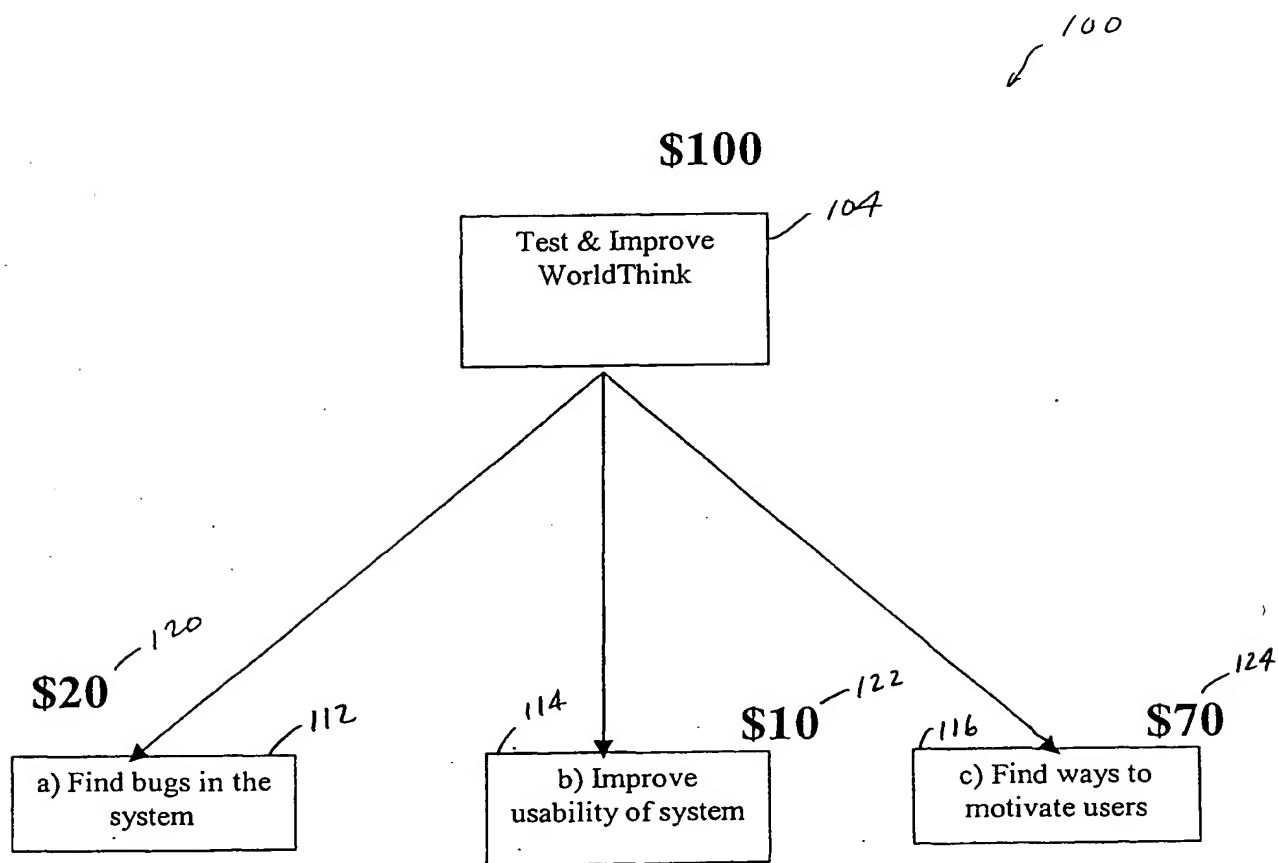 100
$100
104
Test & Improve
WorldThink
$20
120
112
114
$10
122
116
$70
124
a) Find bugs in the
system
b) Improve
usability of system
c) Find ways to
motivate users